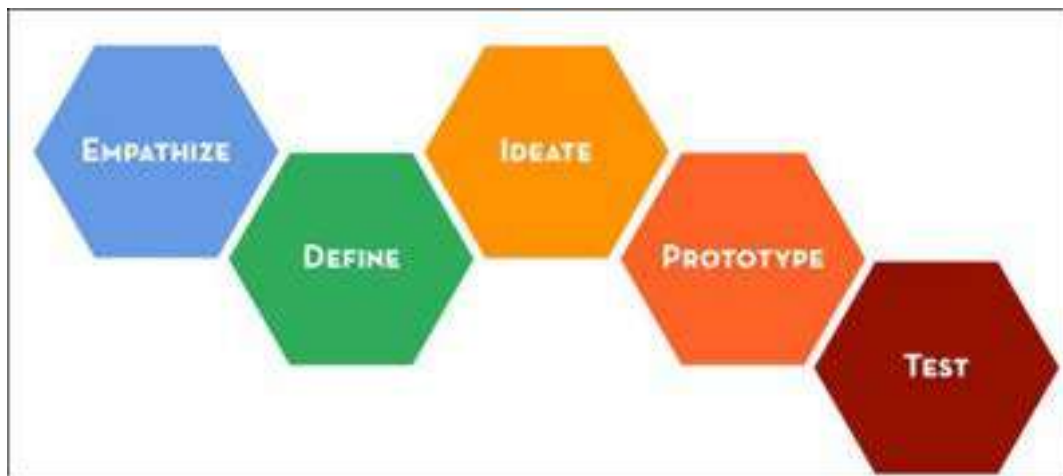 EMPATHIZE
DEFINE
IDEATE
PROTOTYPE
TEST